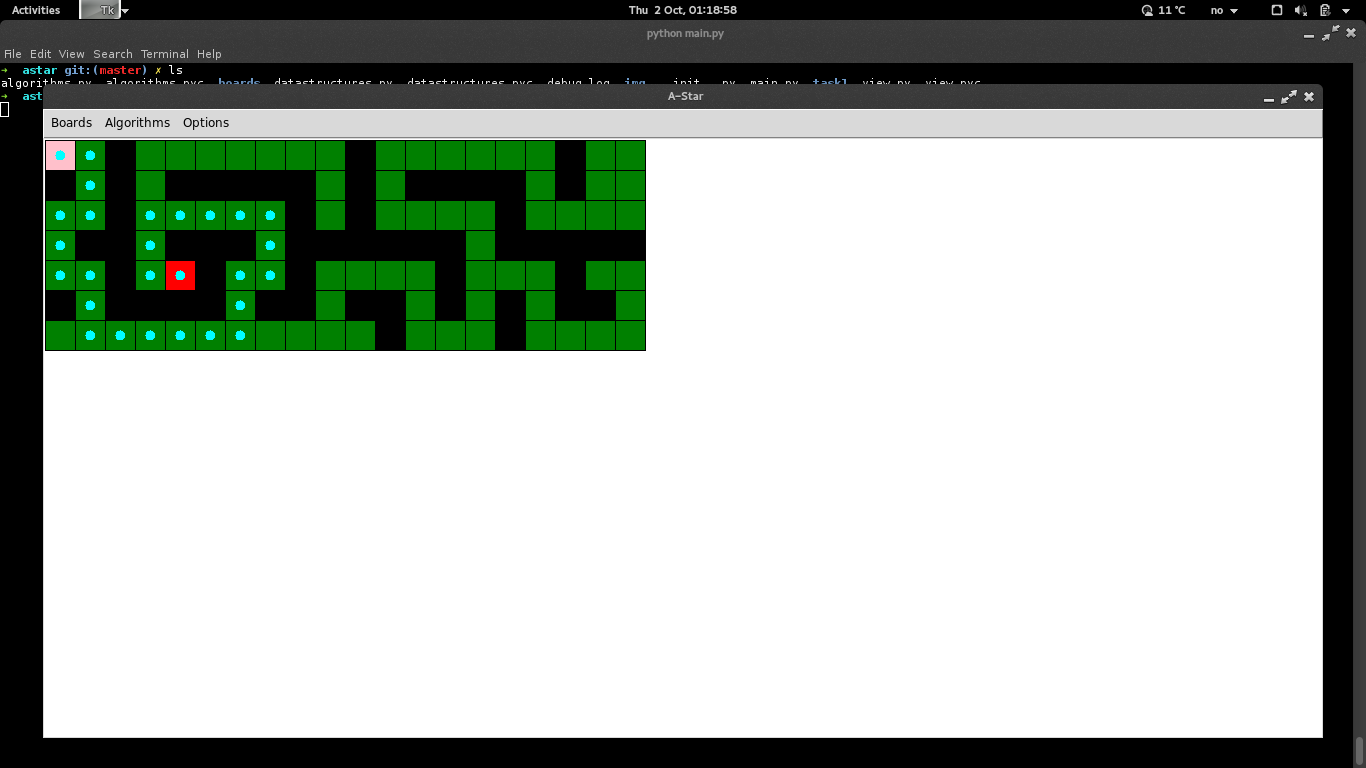 Activities Tk Thu 2 Oct, 01:18:58 11 °C no
python main.py
File Edit View Search Terminal Help
→ astar git:(master) ✗ ls
algorithms.py algorithms.pyc boards datastructures.py datastructures.pyc debug.log img __init__.py main.py task1 view.py view.pyc
→ ast
A-Star
Boards Algorithms Options